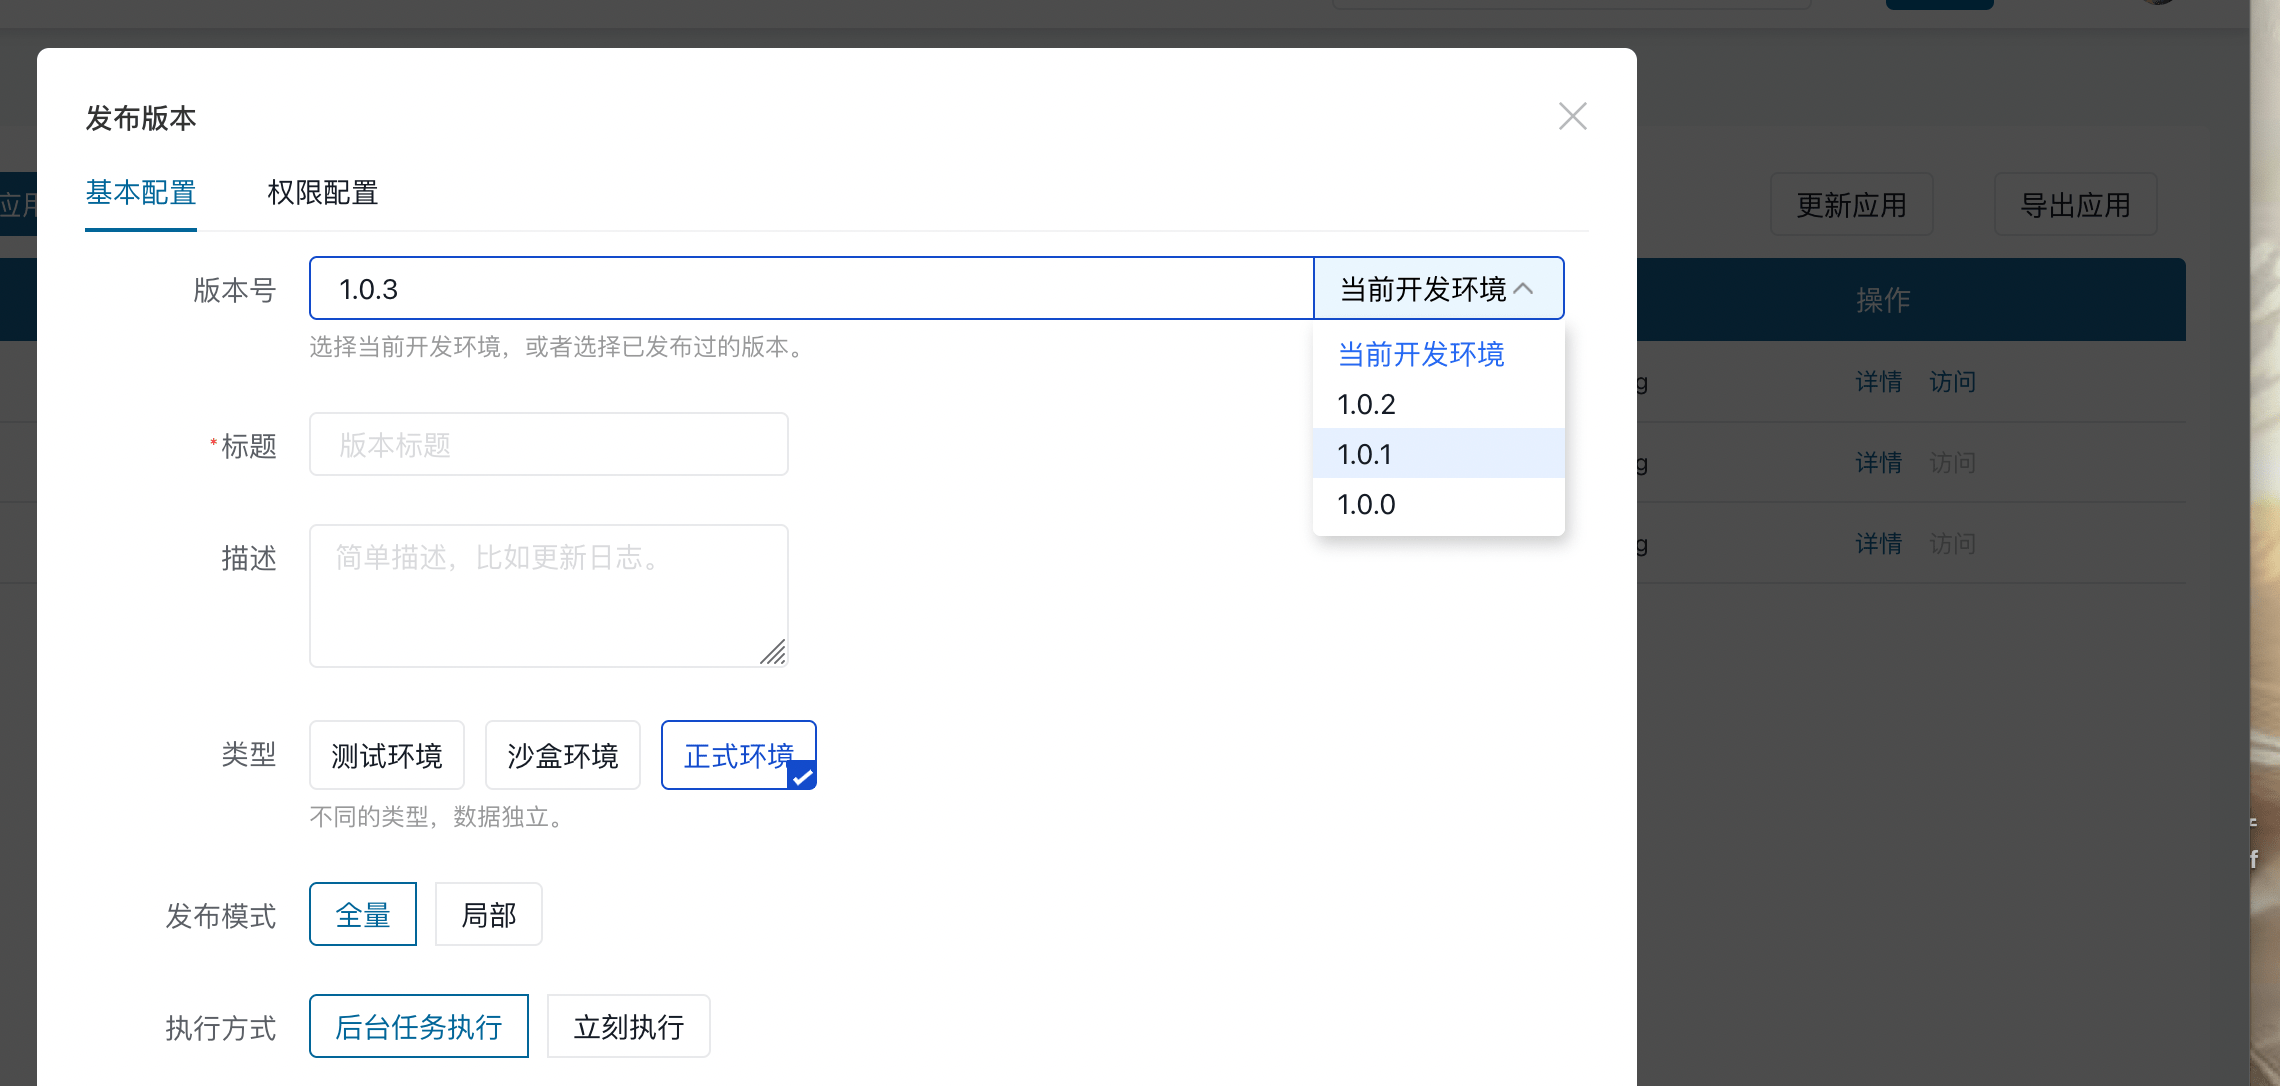 发布版本
基本配置
权限配置
应用
更新应用
导出应用
版本号
1.0.3
当前开发环境
操作
选择当前开发环境，或者选择已发布过的版本。
当前开发环境
1.0.2
1.0.1
1.0.0
g
详情
访问
g
详情
访问
g
详情
访问
*标题
版本标题
描述
简单描述，比如更新日志。
类型
测试环境
沙盒环境
正式环境
不同的类型，数据独立。
发布模式
全量
局部
执行方式
后台任务执行
立刻执行